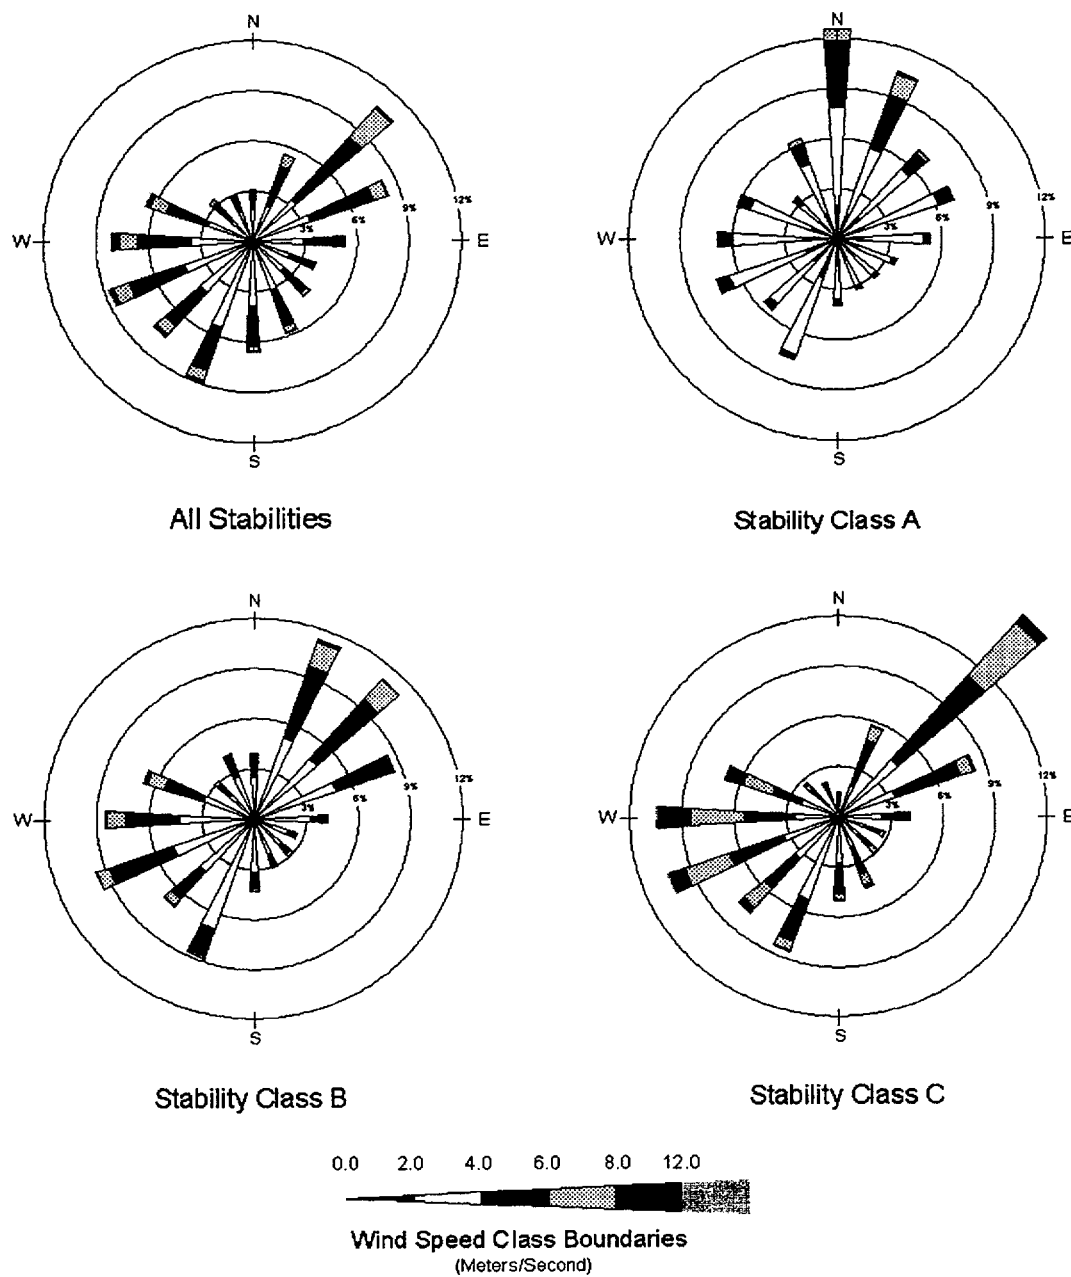 N
N
W
3%
6%
9%
12%
E
W
3%
6%
9%
12%
E
S
S
All Stabilities
Stability Class A
N
N
W
3%
6%
9%
12%
E
W
3%
6%
9%
12%
E
S
S
Stability Class B
Stability Class C
0.0 2.0 4.0 6.0 8.0 12.0
Wind Speed Class Boundaries
(Meters/Second)